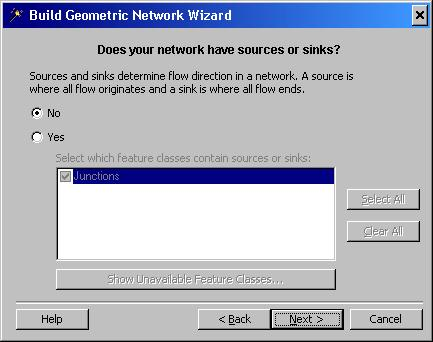 Build Geometric Network Wizard
Does your network have sources or sinks?
Sources and sinks determine flow direction in a network. A source is
where all flow originates and a sink is where all flow ends.
No
Yes
Select which feature classes contain sources or sinks:
Junctions
Select All
Clear All
Show Unavailable Feature Classes...
Help
< Back
Next >
Cancel